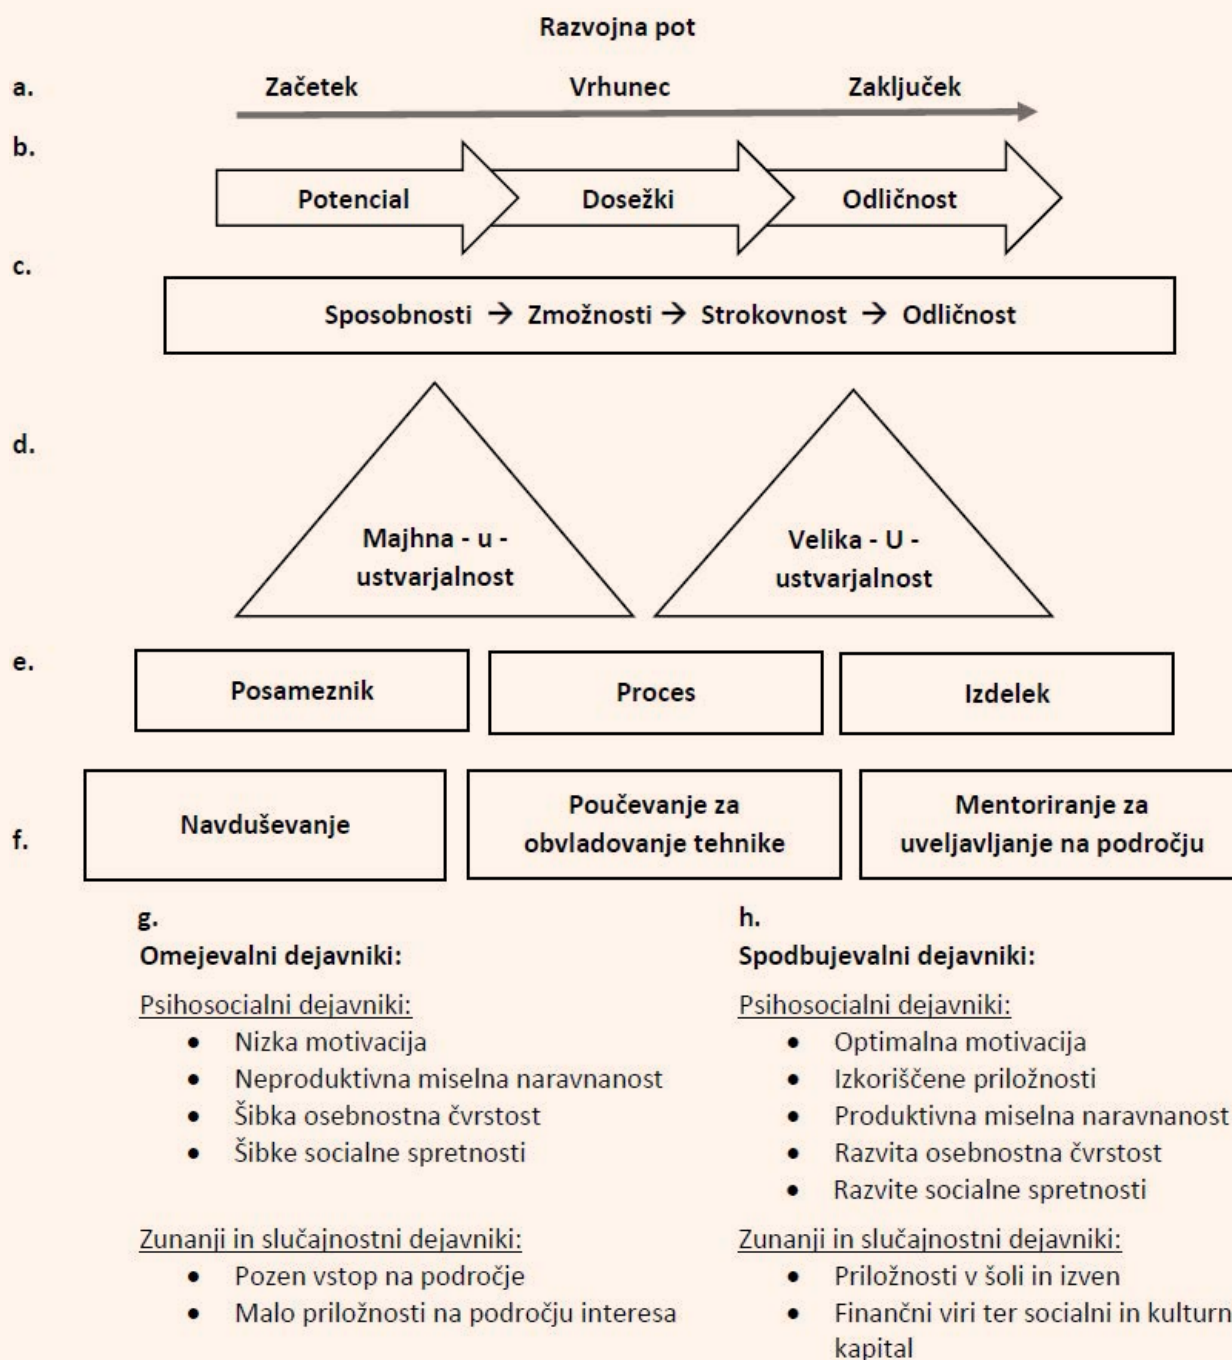 Razvojna pot
a. Začetek Vrhunec Zaključek
b.
Potencial Dosežki Odličnost
c.
Sposobnosti → Zmožnosti → Strokovnost → Odličnost
d.
Majhna - u -
ustvarjalnost
Velika - U -
ustvarjalnost
e.
Posameznik Proces Izdelek
f.
Navduševanje
Poučevanje za
obvladovanje tehnike
Mentoriranje za
uveljavljanje na področju
g.
Omejevalni dejavniki:
Psihosocialni dejavniki:
• Nizka motivacija
• Neproduktivna miselna naravnanost
• Šibka osebnostna čvrstost
• Šibke socialne spretnosti
Zunanji in slučajnostni dejavniki:
• Pozen vstop na področje
• Malo priložnosti na področju interesa
h.
Spodbujevalni dejavniki:
Psihosocialni dejavniki:
• Optimalna motivacija
• Izkoriščene priložnosti
• Produktivna miselna naravnanost
• Razvita osebnostna čvrstost
• Razvite socialne spretnosti
Zunanji in slučajnostni dejavniki:
• Priložnosti v šoli in izven
• Finančni viri ter socialni in kulturn
kapital